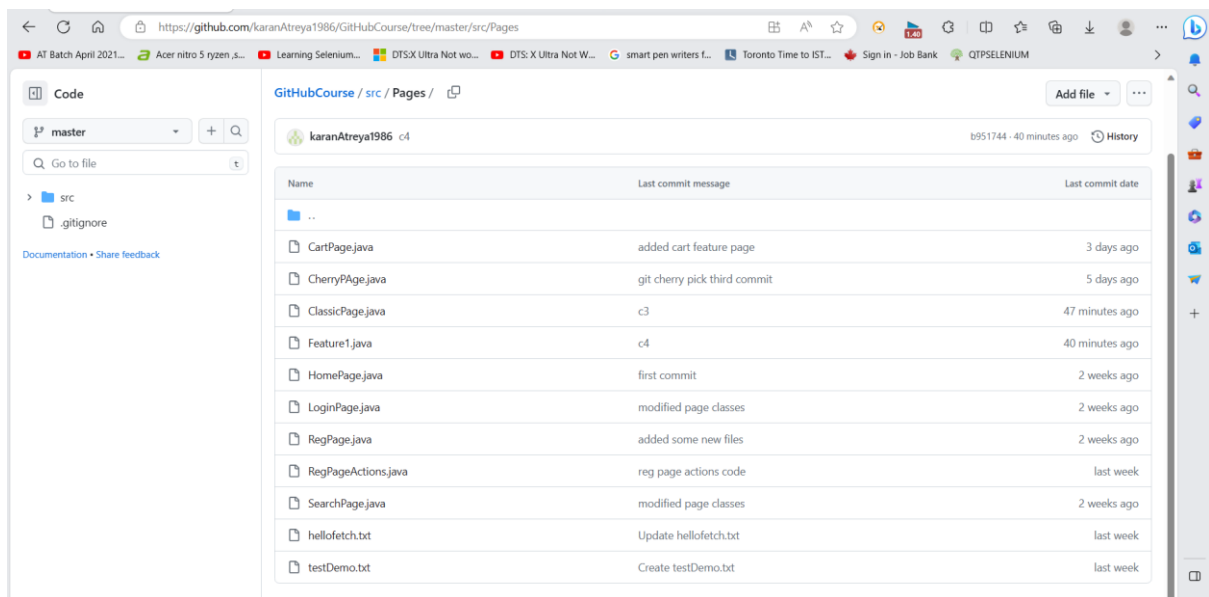 https://github.com/karanAtreya1986/GitHubCourse/tree/master/src/Pages
1.40
AT Batch April 2021... Acer nitro 5 ryzen ,s... Learning Selenium... DTS:X Ultra Not wo... DTS: X Ultra Not W... smart pen writers f... Toronto Time to IST... Sign in - Job Bank QTPSELENIUM
Code
GitHubCourse / src / Pages /
Add file
master
karanAtreya1986 c4
b951744 · 40 minutes ago History
Go to file t
Name Last commit message Last commit date
src
..
.gitignore
CartPage.java added cart feature page 3 days ago
Documentation • Share feedback
CherryPAge.java git cherry pick third commit 5 days ago
ClassicPage.java c3 47 minutes ago
Feature1.java c4 40 minutes ago
HomePage.java first commit 2 weeks ago
LoginPage.java modified page classes 2 weeks ago
RegPage.java added some new files 2 weeks ago
RegPageActions.java reg page actions code last week
SearchPage.java modified page classes 2 weeks ago
hellofetch.txt Update hellofetch.txt last week
testDemo.txt Create testDemo.txt last week